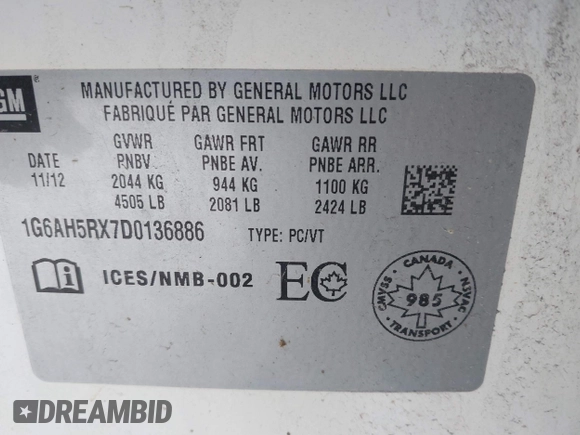 GM
MANUFACTURED BY GENERAL MOTORS LLC
FABRIQUÉ PAR GENERAL MOTORS LLC
GVWR GAWR FRT GAWR RR
DATE PNBV PNBE AV. PNBE ARR.
11/12 2044 KG 944 KG 1100 KG
4505 LB 2081 LB 2424 LB
1G6AH5RX7D0136886 TYPE: PC/VT
i ICES/NMB-002 EC
CANADA
CMVSS 985 NSVAC
TRANSPORT
DREAMBID